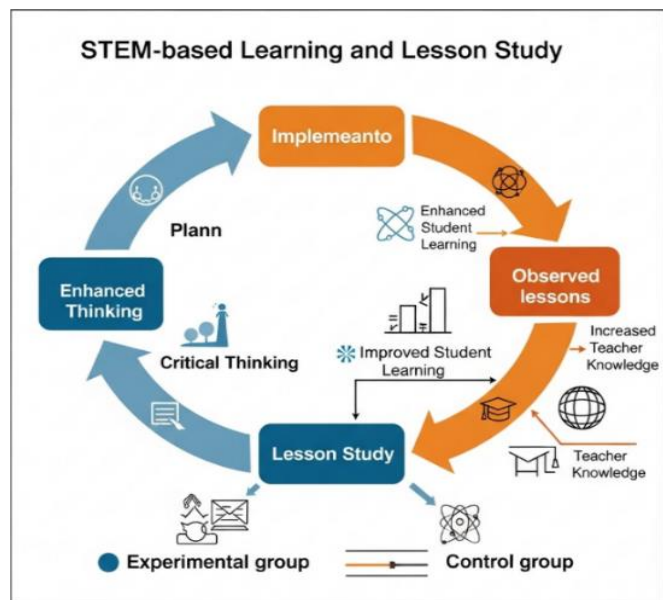 STEM-based Learning and Lesson Study
Implemeanto
Plann
Enhanced
Student
Learning
Enhanced
Thinking
Observed
lessons
Critical Thinking
Improved Student
Learning
Increased
Teacher
Knowledge
Lesson Study
Teacher
Knowledge
Experimental group
Control group